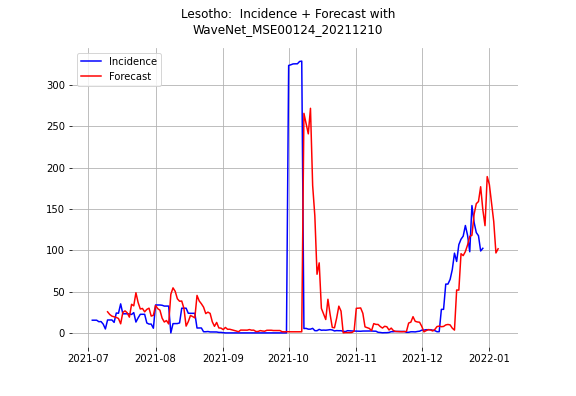 Lesotho:  Incidence + Forecast with
WaveNet_MSE00124_20211210
Incidence
Forecast
300
250
200
150
100
50
0
2021-07 2021-08 2021-09 2021-10 2021-11 2021-12 2022-01